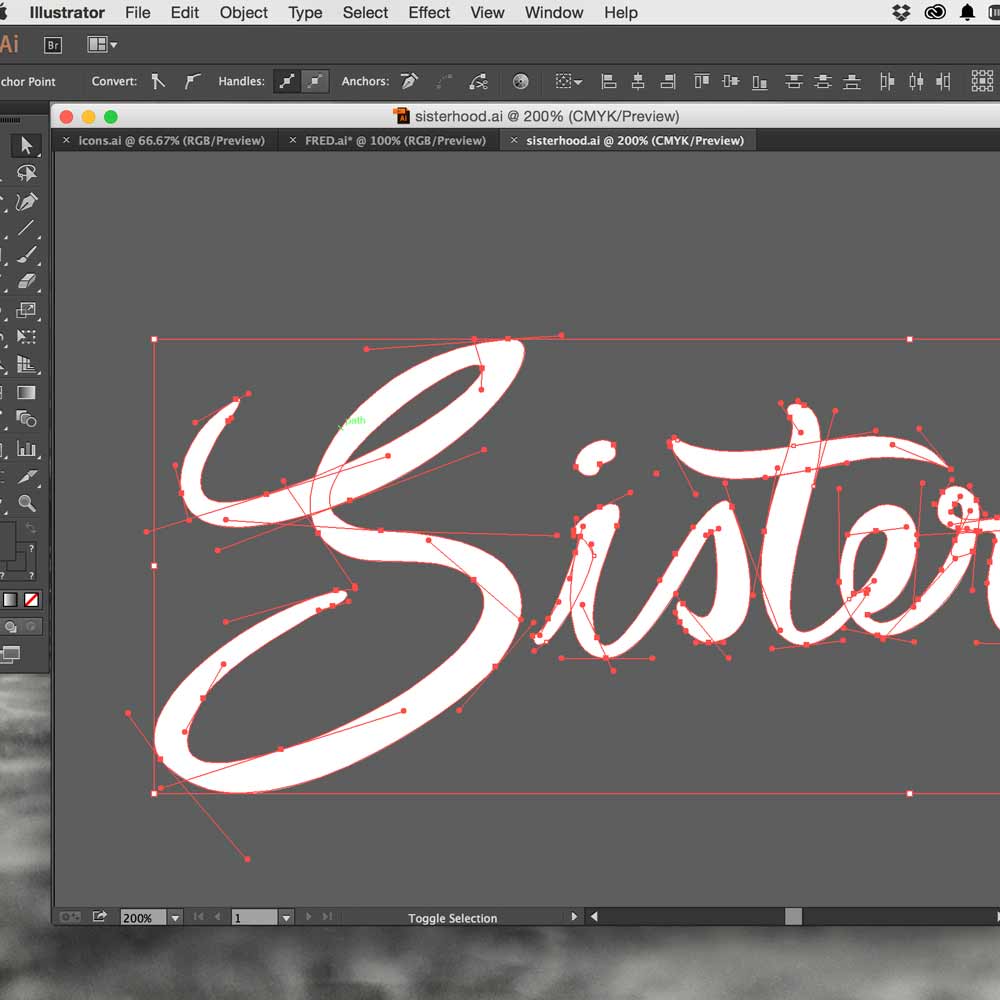 Illustrator File Edit Object Type Select Effect View Window Help
Ai Br
chor Point Convert: Handles: Anchors:
sisterhood.ai @ 200% (CMYK/Preview)
× icons.ai @ 66.67% (RGB/Preview) × FRED.ai* @ 100% (RGB/Preview) × sisterhood.ai @ 200% (CMYK/Preview)
path
Sister
?
? ?
200% 1 Toggle Selection